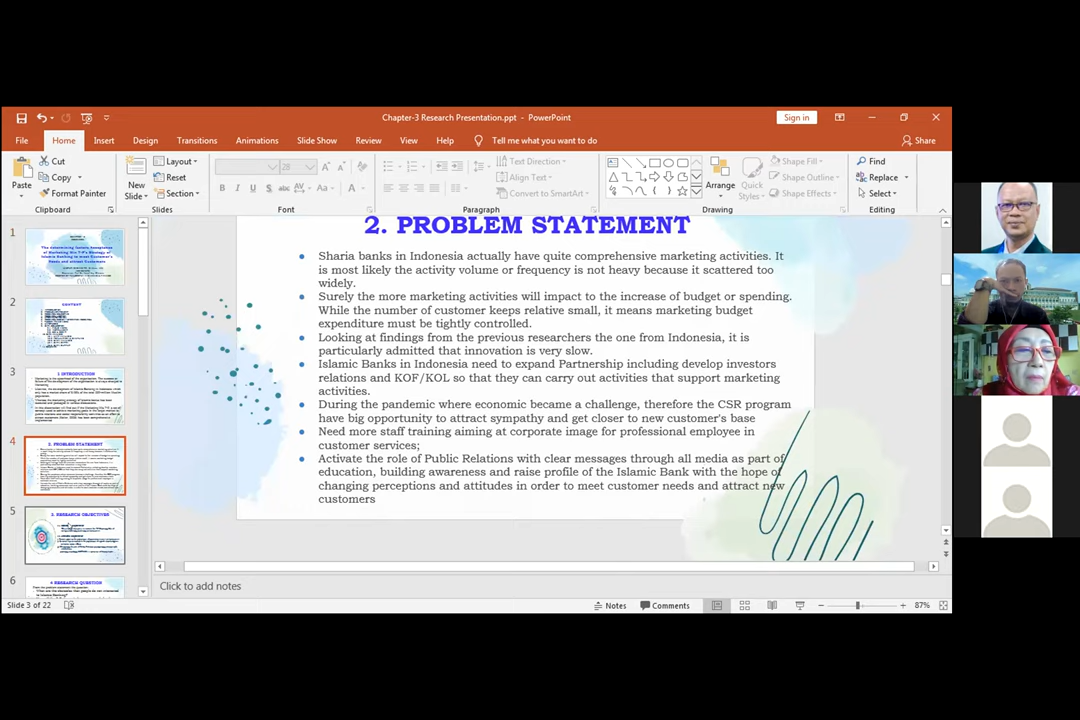 Chapter-3 Research Presentation.ppt - PowerPoint
Sign in
File Home Insert Design Transitions Animations Slide Show Review View Help Tell me what you want to do Share
Paste
Cut
Copy
Format Painter
Clipboard
New Slide
Layout
Reset
Section
Slides
28
Font
Text Direction
Align Text
Convert to SmartArt
Paragraph
Arrange
Quick Styles
Shape Fill
Shape Outline
Shape Effects
Drawing
Find
Replace
Select
Editing
1
2
CONTENT
3
1 INTRODUCTION
4
2. PROBLEM STATEMENT
5
3. RESEARCH OBJECTIVES
6
4 RESEARCH QUESTION
2. PROBLEM STATEMENT
Sharia banks in Indonesia actually have quite comprehensive marketing activities. It
is most likely the activity volume or frequency is not heavy because it scattered too
widely.
Surely the more marketing activities will impact to the increase of budget or spending.
While the number of customer keeps relative small, it means marketing budget
expenditure must be tightly controlled.
Looking at findings from the previous researchers the one from Indonesia, it is
particularly admitted that innovation is very slow.
Islamic Banks in Indonesia need to expand Partnership including develop investors
relations and KOF/KOL so that they can carry out activities that support marketing
activities.
During the pandemic where economic became a challenge, therefore the CSR program
have big opportunity to attract sympathy and get closer to new customer's base
Need more staff training aiming at corporate image for professional employee in
customer services;
Activate the role of Public Relations with clear messages through all media as part of
education, building awareness and raise profile of the Islamic Bank with the hope of
changing perceptions and attitudes in order to meet customer needs and attract new
customers
Click to add notes
Slide 3 of 22
Notes
Comments
87%